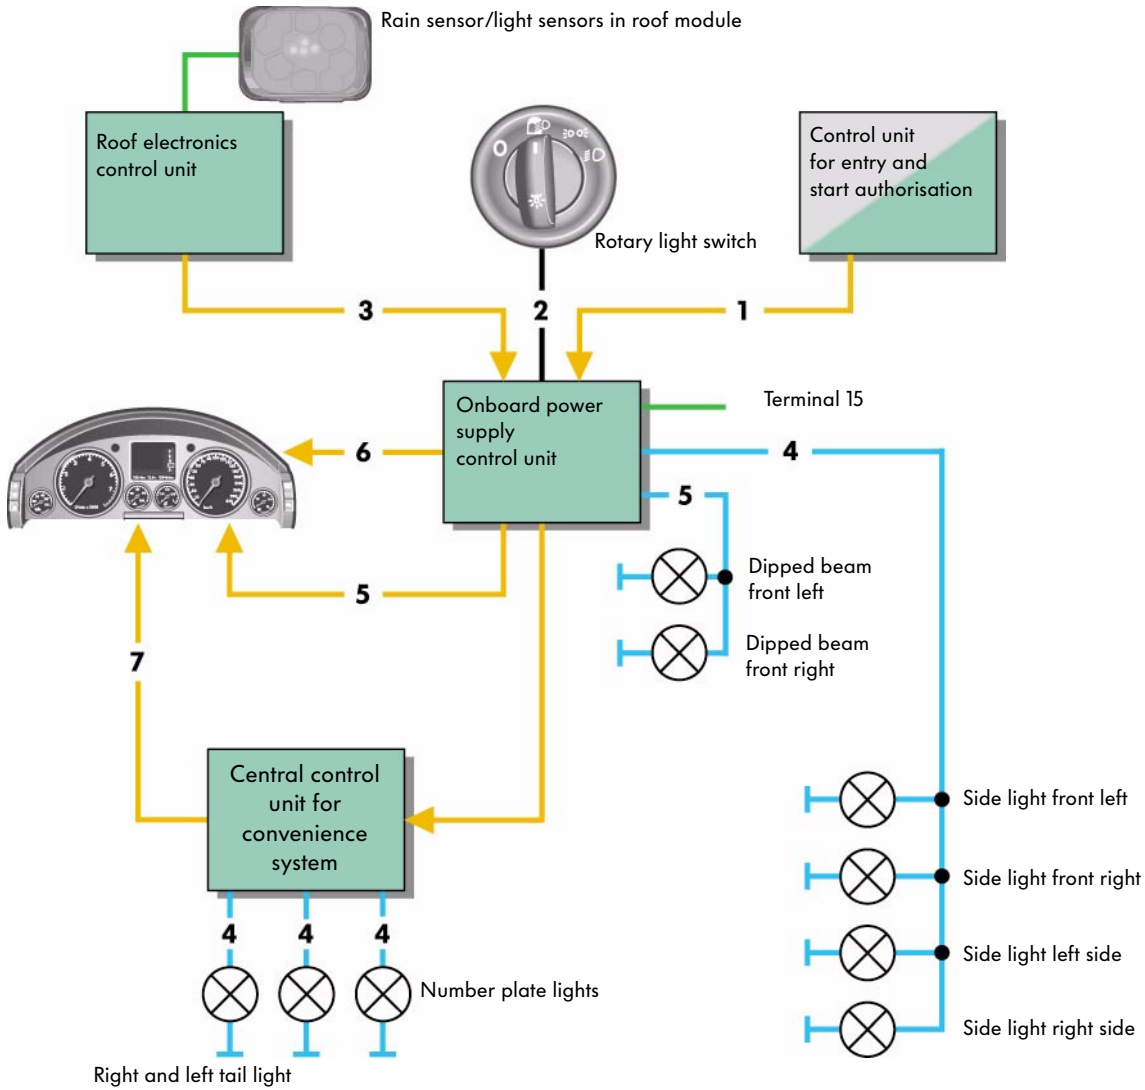 Rain sensor/light sensors in roof module
Roof electronics
control unit
0
Rotary light switch
Control unit
for entry and
start authorisation
3
2
1
Onboard power
supply
control unit
Terminal 15
6
4
5
Dipped beam
front left
5
Dipped beam
front right
7
Central control
unit for
convenience
system
Side light front left
Side light front right
4
4
4
Side light left side
Number plate lights
Side light right side
Right and left tail light